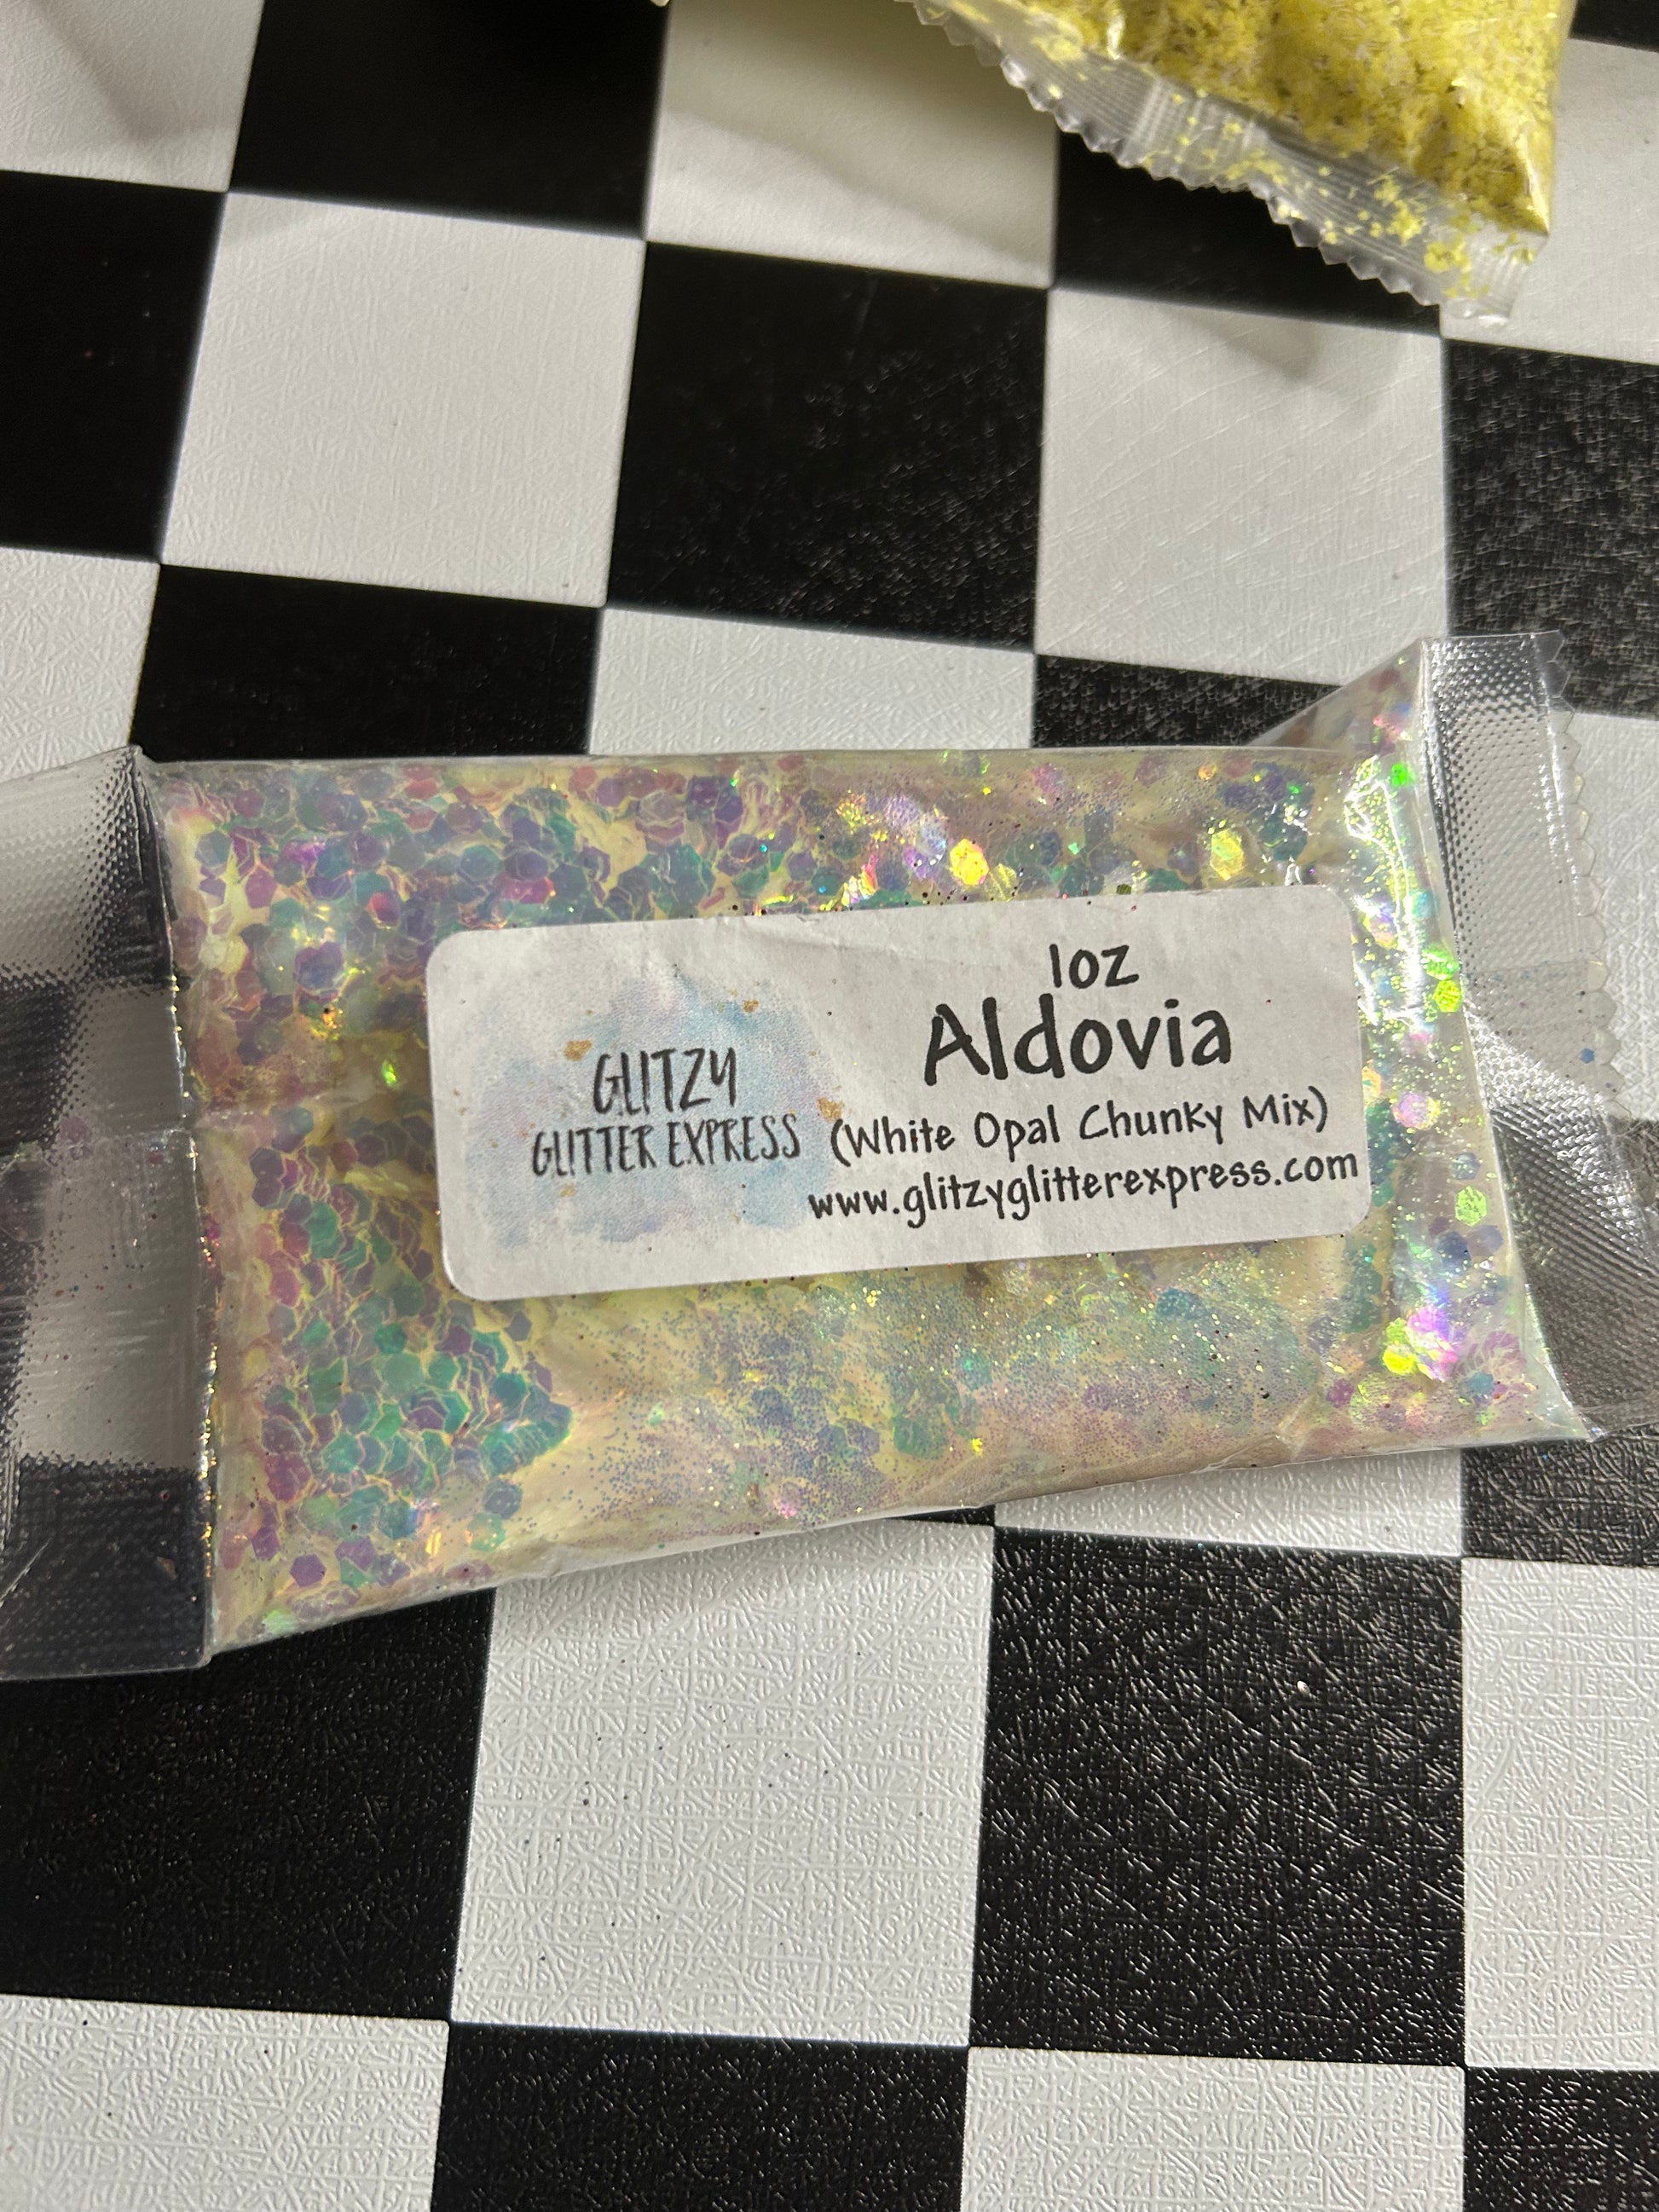 GLITZY
GLITTER EXPRESS
1oz
Aldovia
(White Opal Chunky Mix)
www.glitzyglitterexpress.com